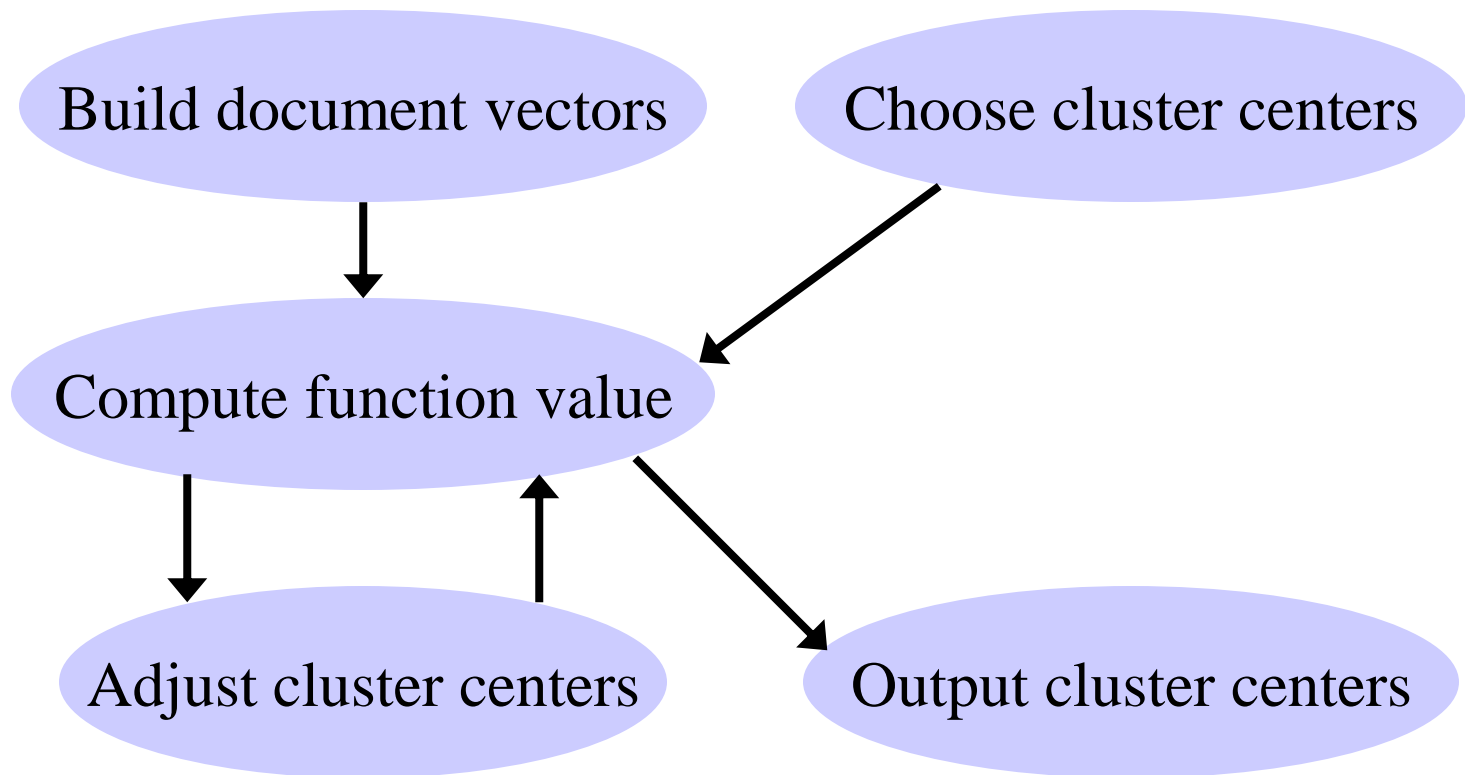 Build document vectors
Choose cluster centers
Compute function value
Adjust cluster centers
Output cluster centers